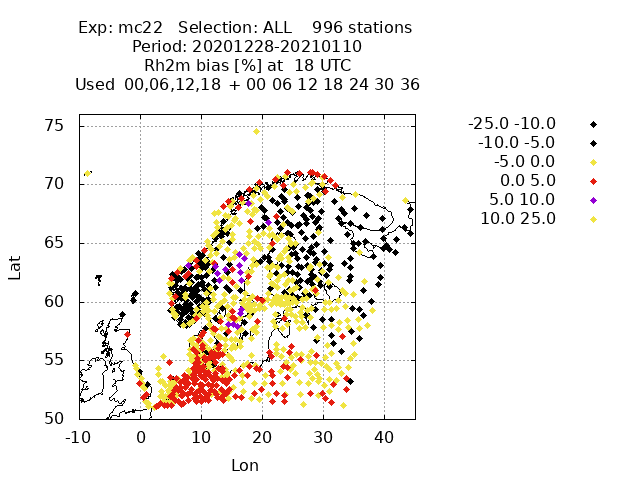 Exp: mc22 Selection: ALL 996 stations
Period: 20201228-20210110
Rh2m bias [%] at 18 UTC
Used 00,06,12,18 + 00 06 12 18 24 30 36
-25.0 -10.0
-10.0 -5.0
-5.0 0.0
0.0 5.0
5.0 10.0
10.0 25.0
75
70
65
60
55
50
Lat
-10 0 10 20 30 40
Lon